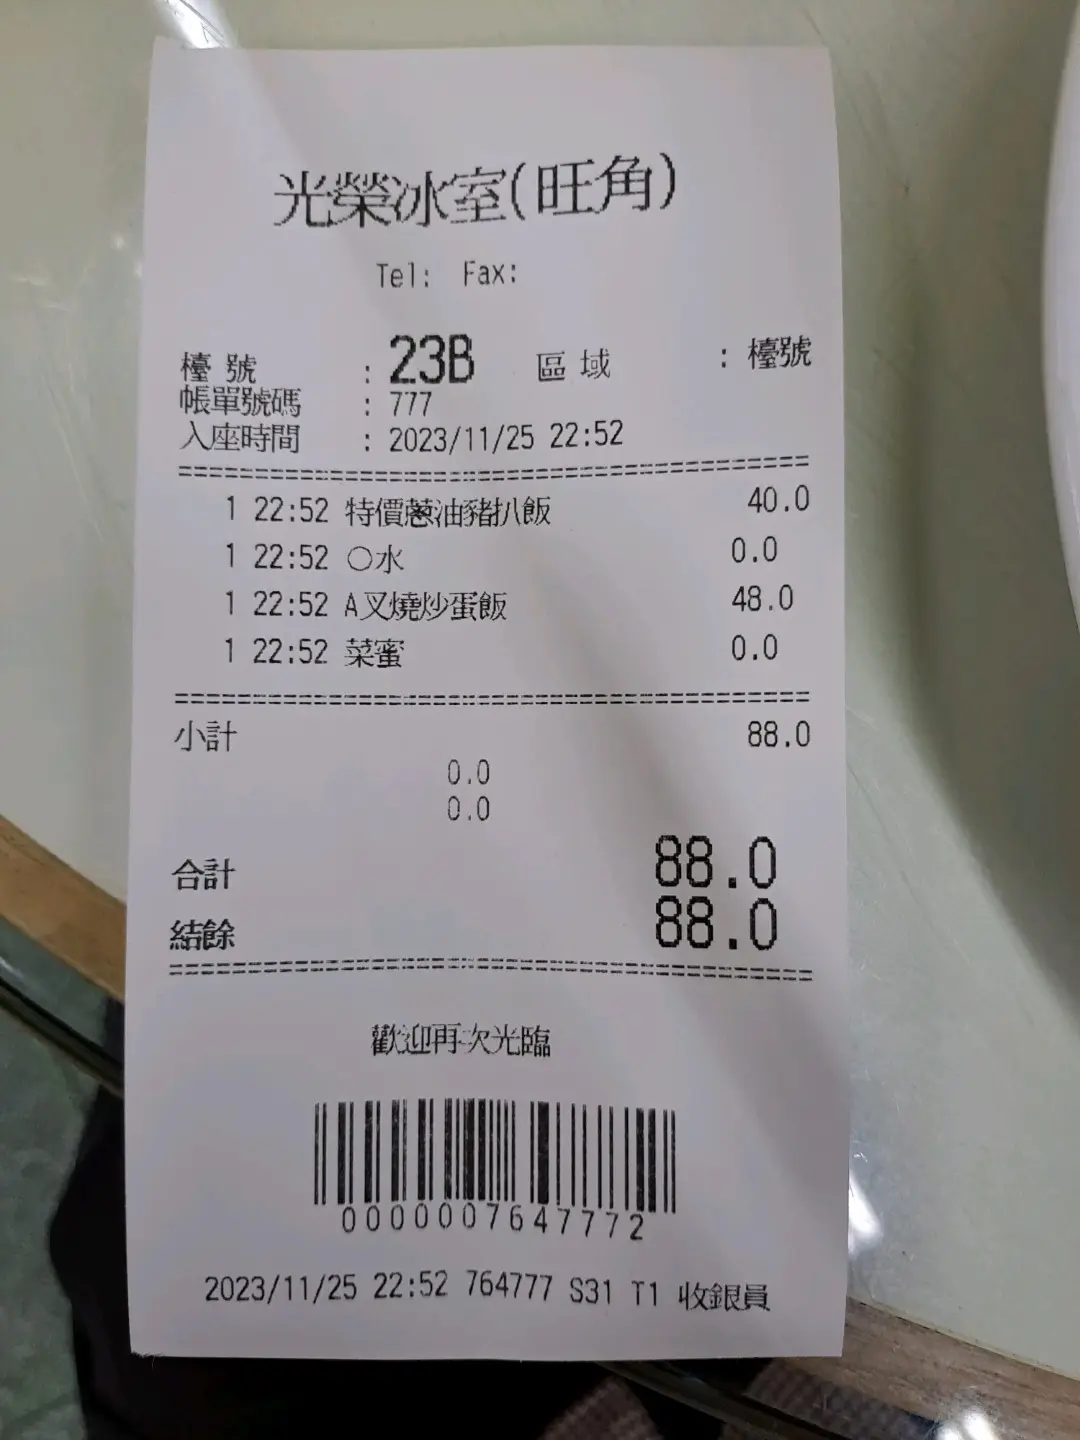 光榮冰室(旺角)
Tel: Fax:
檯號 : 23B 區域 : 檯號
帳單號碼 : 777
入座時間 : 2023/11/25 22:52
1 22:52 特價蔥油豬扒飯 40.0
1 22:52 〇水 0.0
1 22:52 A叉燒炒蛋飯 48.0
1 22:52 菜蜜 0.0
小計 88.0
0.0
0.0
合計 88.0
結餘 88.0
歡迎再次光臨
0000007647772
2023/11/25 22:52 764777 S31 T1 收銀員